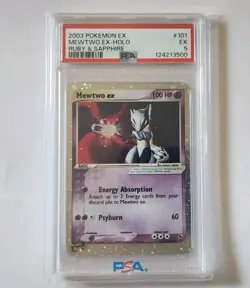 2003 POKEMON EX #101
MEWTWO EX-HOLO EX
RUBY & SAPPHIRE 5
PSA 124213500
Mewtwo ex 100 HP
Energy Absorption
Attach up to 2 Energy cards from your discard pile to Mewtwo ex.
Psyburn 60
PSA